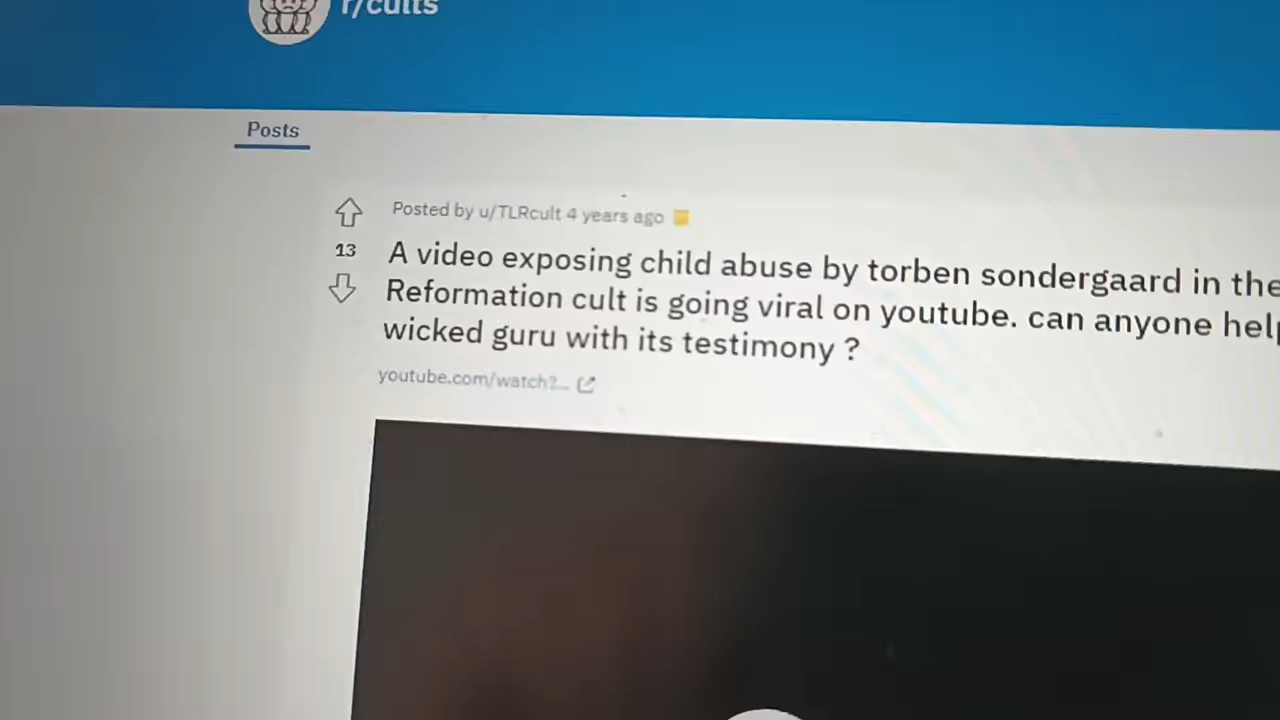 r/cults
Posts
Posted by u/TLRcult 4 years ago
13
A video exposing child abuse by torben sondergaard in the
Reformation cult is going viral on youtube. can anyone help
wicked guru with its testimony ?
youtube.com/watch?...